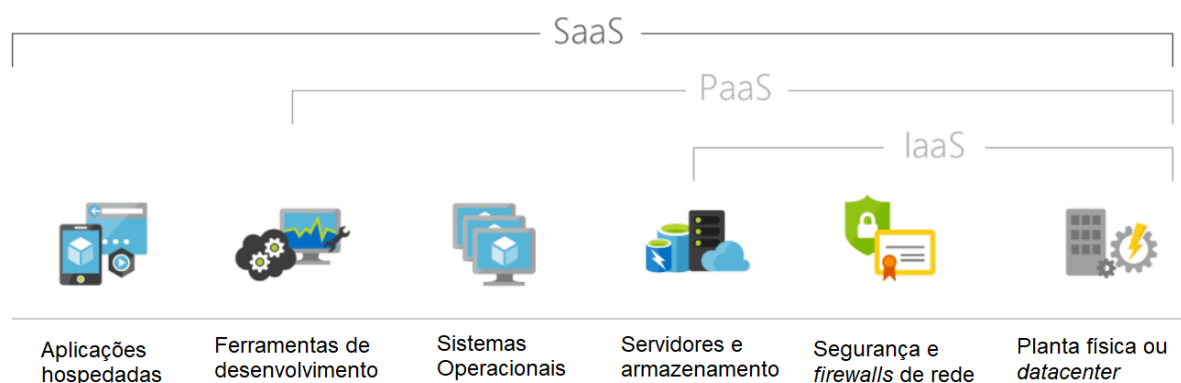 SaaS
PaaS
IaaS
Aplicações
hospedadas
Ferramentas de
desenvolvimento
Sistemas
Operacionais
Servidores e
armazenamento
Segurança e
firewalls de rede
Planta física ou
datacenter